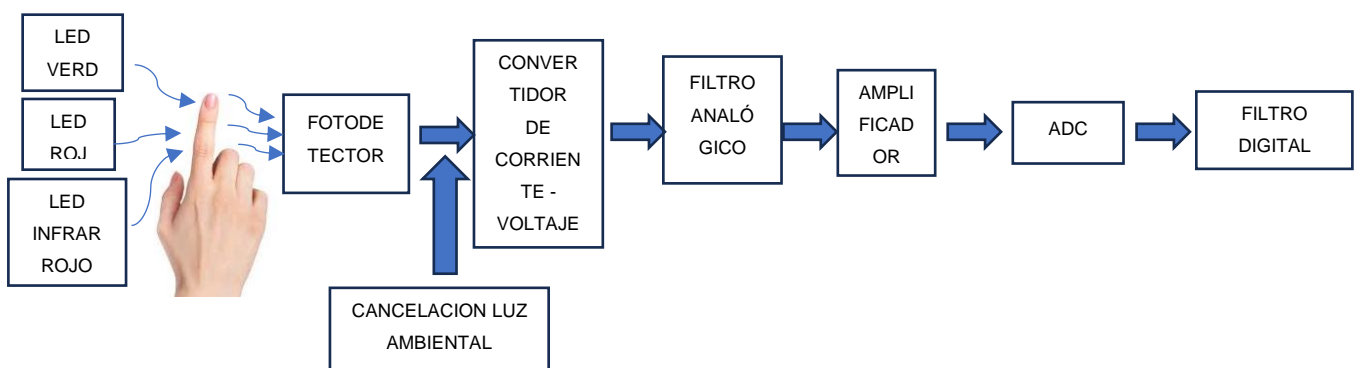 LED
VERD
LED
ROJ
LED
INFRAR
ROJO
FOTODE
TECTOR
CANCELACION LUZ
AMBIENTAL
CONVER
TIDOR
DE
CORRIEN
TE -
VOLTAJE
FILTRO
ANALÓ
GICO
AMPLI
FICAD
OR
ADC
FILTRO
DIGITAL